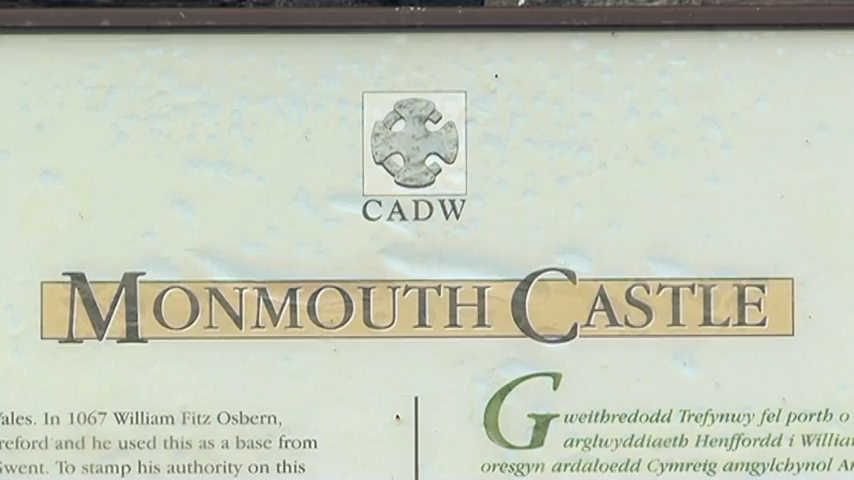 CADW
MONMOUTH CASTLE
Wales. In 1067 William Fitz Osbern,
and he used this as a base from
Gwent. To stamp his authority on this
Gweithredodd Trefynwy fel porth o
arglwyddiaeth Henffordd i William
oresgyn ardaloedd Cymreig amgylchynol